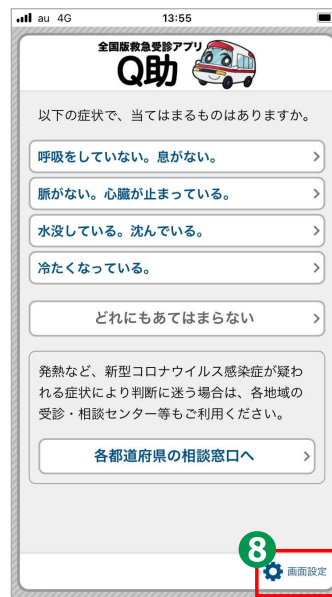 au 4G 13:55
全国版救急受診アプリ
Q助
以下の症状で、当てはまるものはありますか。
呼吸をしていない。息がない。
脈がない。心臓が止まっている。
水没している。沈んでいる。
冷たくなっている。
どれにもあてはまらない
発熱など、新型コロナウイルス感染症が疑わ
れる症状により判断に迷う場合は、各地域の
受診・相談センター等もご利用ください。
各都道府県の相談窓口へ
8
画面設定